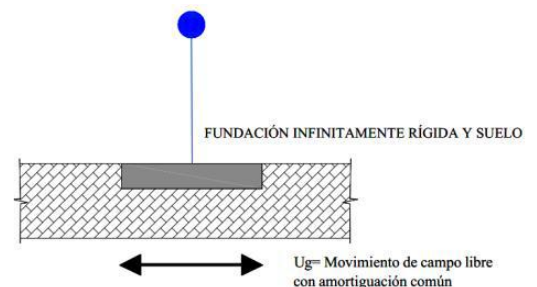 FUNDACIÓN INFINITAMENTE RÍGIDA Y SUELO
Ug= Movimiento de campo libre
con amortiguación común